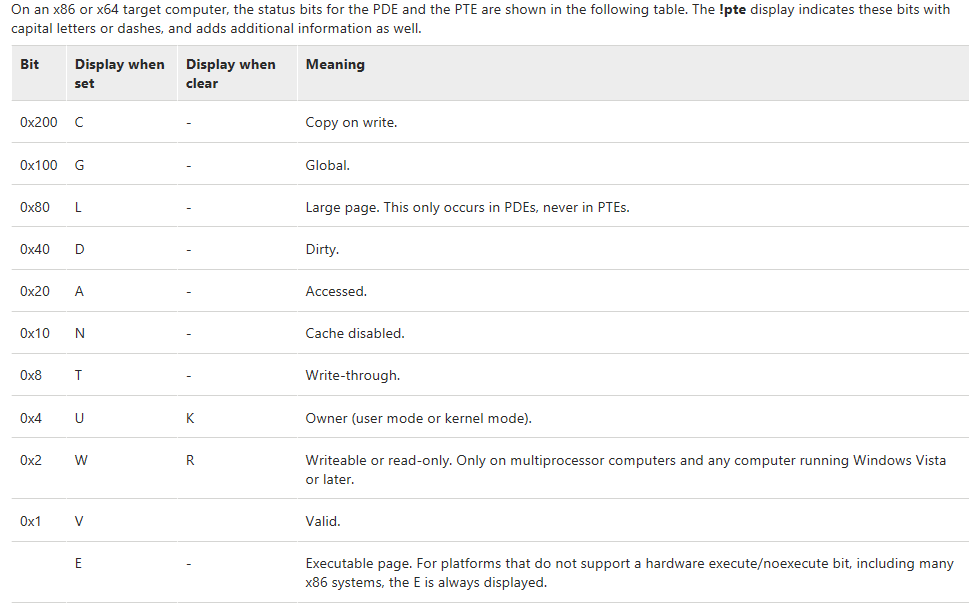 On an x86 or x64 target computer, the status bits for the PDE and the PTE are shown in the following table. The !pte display indicates these bits with
capital letters or dashes, and adds additional information as well.
Bit Display when set Display when clear Meaning
0x200 C - Copy on write.
0x100 G - Global.
0x80 L - Large page. This only occurs in PDEs, never in PTEs.
0x40 D - Dirty.
0x20 A - Accessed.
0x10 N - Cache disabled.
0x8 T - Write-through.
0x4 U K Owner (user mode or kernel mode).
0x2 W R Writeable or read-only. Only on multiprocessor computers and any computer running Windows Vista
or later.
0x1 V Valid.
E - Executable page. For platforms that do not support a hardware execute/noexecute bit, including many
x86 systems, the E is always displayed.